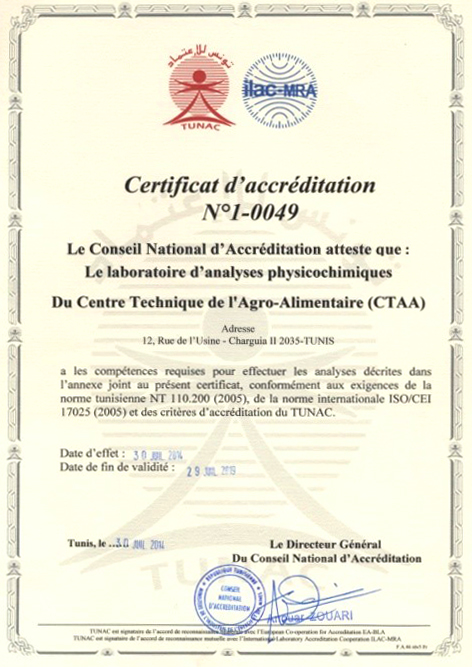 تونس للإعتماد
TUNAC
ilac-MRA
Certificat d’accréditation
N°1-0049
Le Conseil National d’Accréditation atteste que :
Le laboratoire d’analyses physicochimiques
Du Centre Technique de l'Agro-Alimentaire (CTAA)
Adresse
12, Rue de l’Usine - Charguia II 2035-TUNIS
a les compétences requises pour effectuer les analyses décrites dans
l’annexe joint au présent certificat, conformément aux exigences de la
norme tunisienne NT 110.200 (2005), de la norme internationale ISO/CEI
17025 (2005) et des critères d’accréditation du TUNAC.
Date d’effet : 30 JUIL 2014
Date de fin de validité : 29 JUIL 2019
Tunis, le ..30 JUIL 2014
Le Directeur Général
Du Conseil National d’Accréditation
REPUBLIQUE TUNISIENNE
CONSEIL
NATIONAL
D'ACCREDITATION
ZOUARI
TUNAC est signataire de l’accord de reconnaissance avec l’European Co-operation for Accreditation EA-BLA
TUNAC est signataire de l’accord de reconnaissance mutuelle avec l’International Laboratory Accreditation Cooperation ILAC-MRA
TUNAC